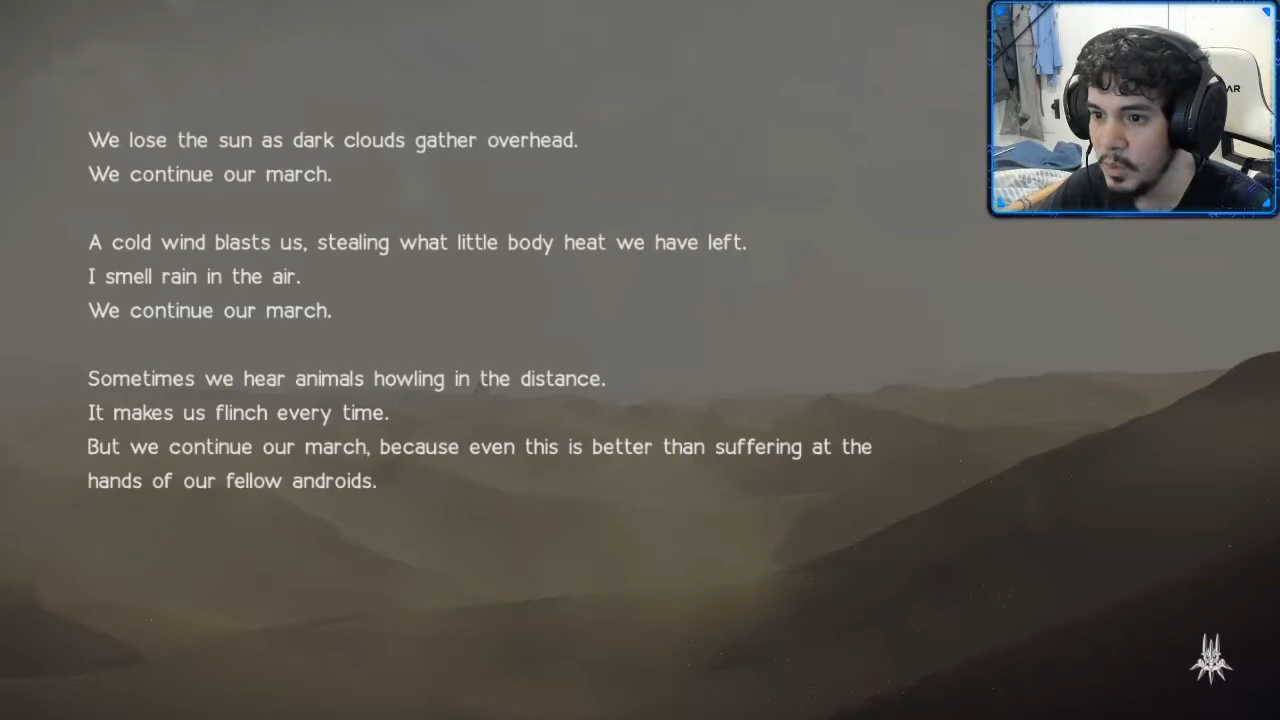 We lose the sun as dark clouds gather overhead.
We continue our march.
A cold wind blasts us, stealing what little body heat we have left.
I smell rain in the air.
We continue our march.
Sometimes we hear animals howling in the distance.
It makes us flinch every time.
But we continue our march, because even this is better than suffering at the
hands of our fellow androids.
AR